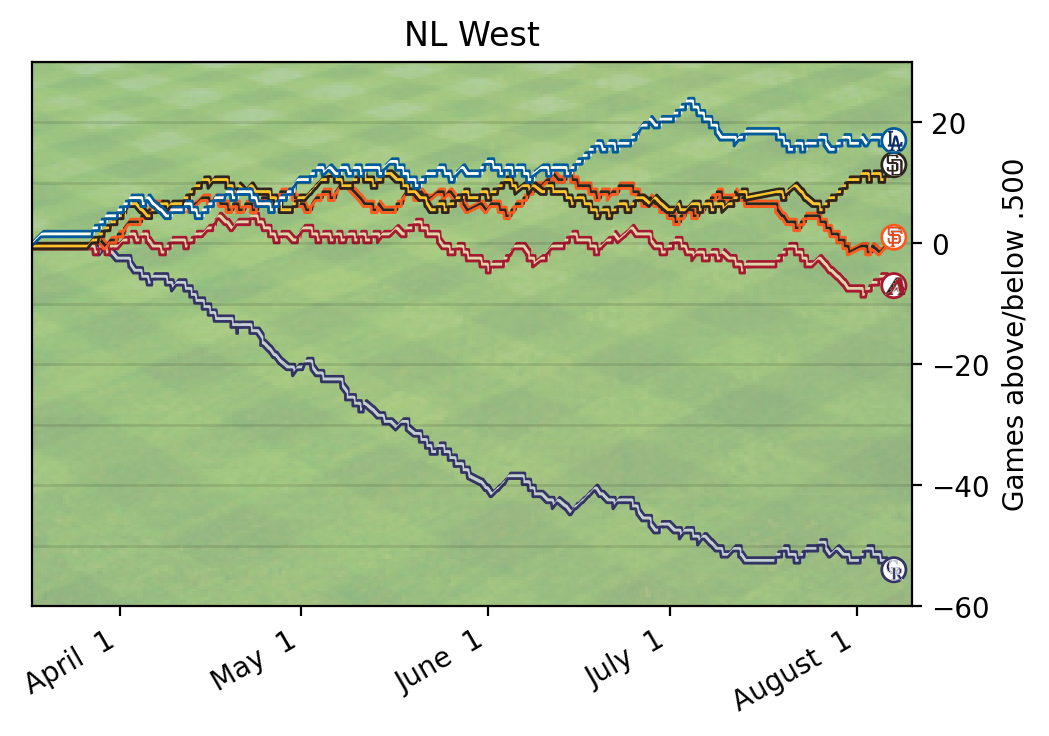 NL West
20
0
−20
−40
−60
Games above/below .500
April 1
May 1
June 1
July 1
August 1
LA